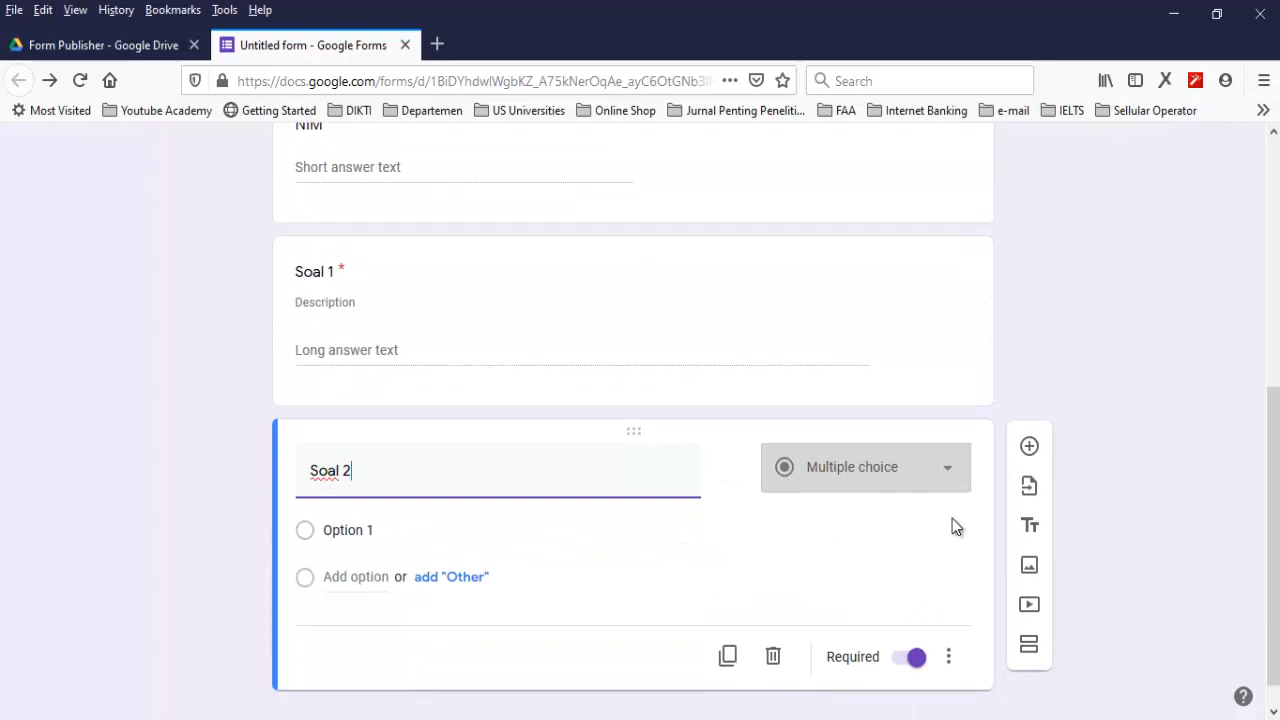 File Edit View History Bookmarks Tools Help
Form Publisher - Google Drive
Untitled form - Google Forms
https://docs.google.com/forms/d/1BiDYhdwlWgbKZ_A75kNerOqAe_ayC6OtGNb3I
Search
Most Visited Youtube Academy Getting Started DIKTI Departemen US Universities Online Shop Jurnal Penting Peneliti... FAA Internet Banking e-mail IELTS Sellular Operator
NIM
Short answer text
Soal 1 *
Description
Long answer text
Soal 2
Multiple choice
Option 1
Add option or add "Other"
Required